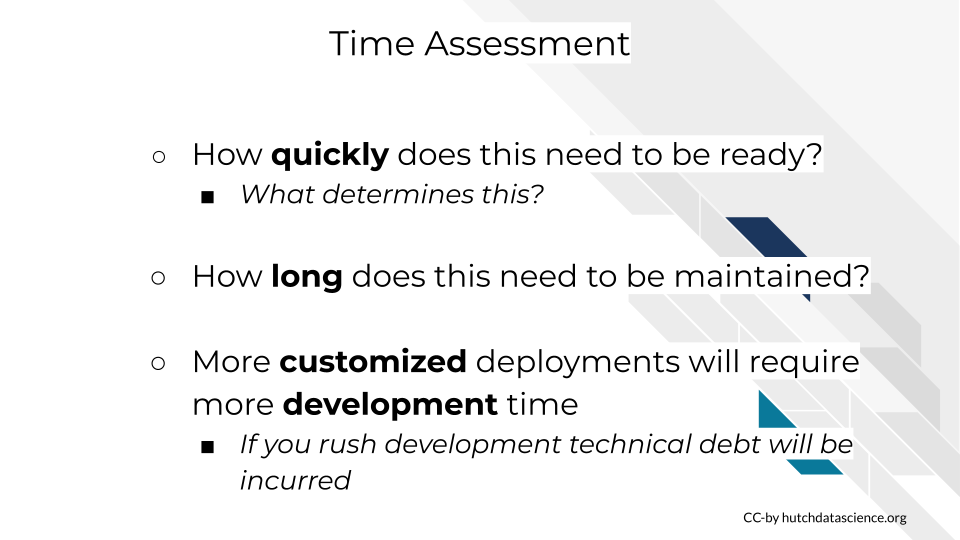 Time Assessment
○ How quickly does this need to be ready?
■ What determines this?
○ How long does this need to be maintained?
○ More customized deployments will require
more development time
■ If you rush development technical debt will be
incurred
CC-by hutchdatascience.org